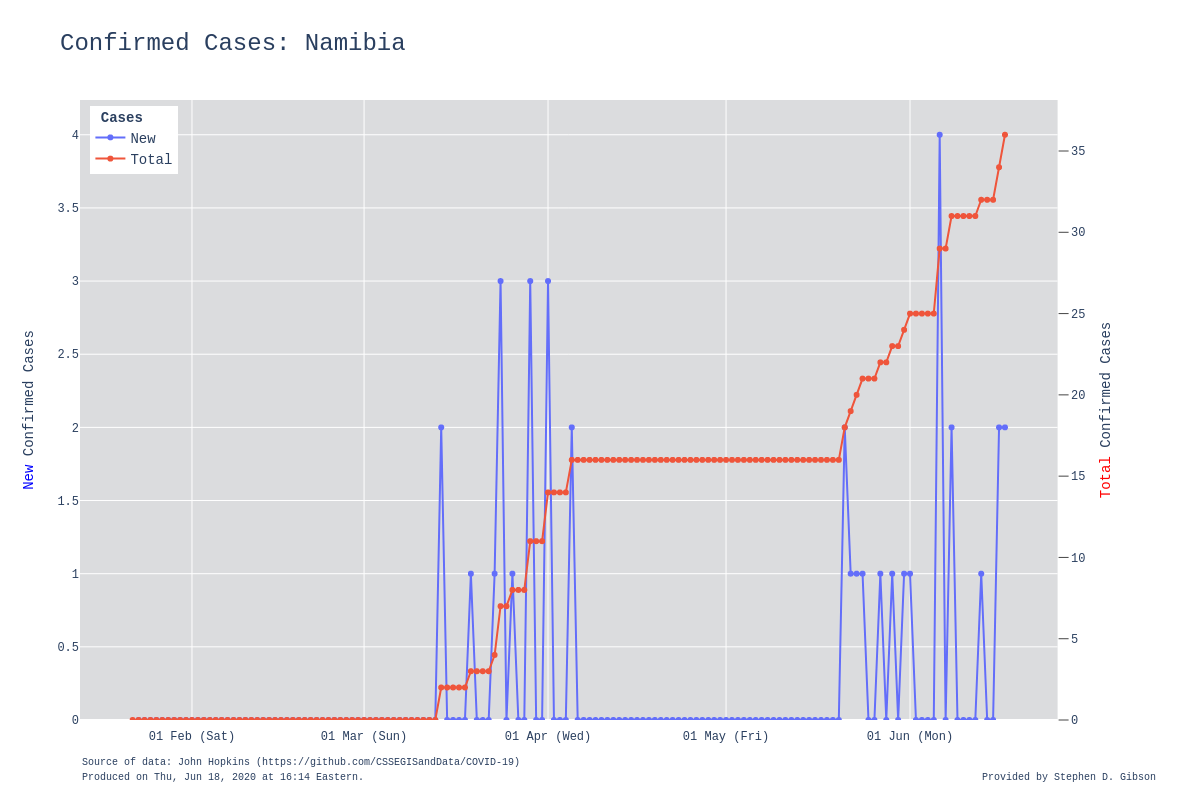 Confirmed Cases: Namibia
Cases
New
Total
4
3.5
3
2.5
2
1.5
1
0.5
0
New Confirmed Cases
35
30
25
20
15
10
5
0
Total Confirmed Cases
01 Feb (Sat)
01 Mar (Sun)
01 Apr (Wed)
01 May (Fri)
01 Jun (Mon)
Source of data: John Hopkins (https://github.com/CSSEGISandData/COVID-19)
Produced on Thu, Jun 18, 2020 at 16:14 Eastern.
Provided by Stephen D. Gibson